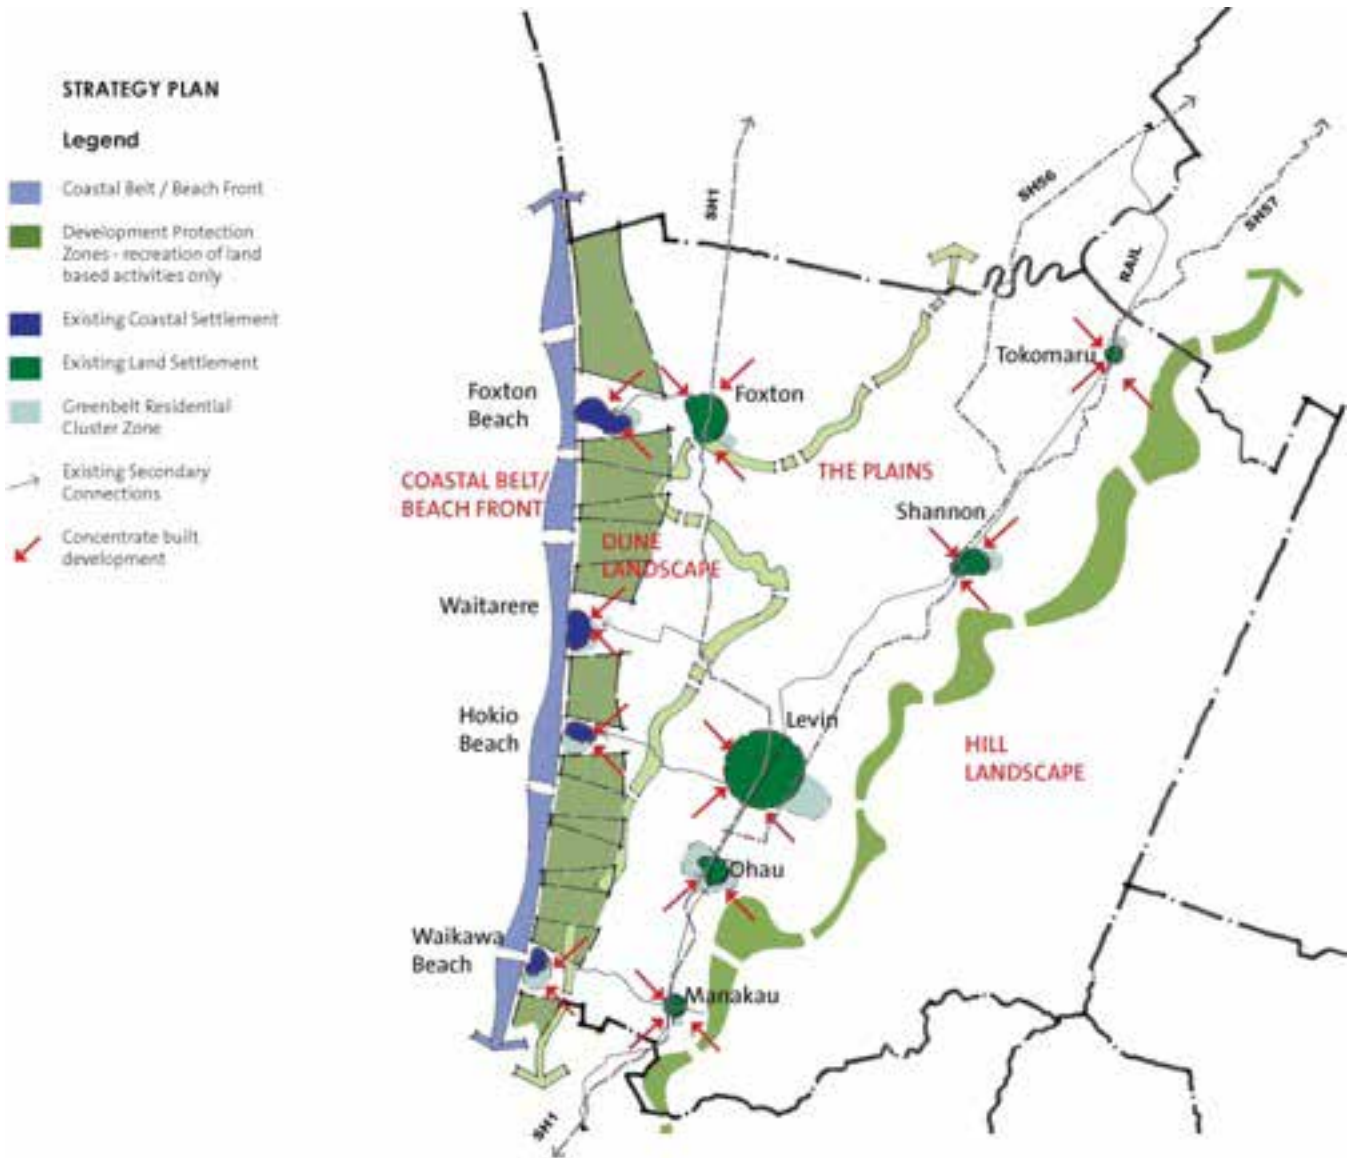 STRATEGY PLAN
Legend
Coastal Belt / Beach Front
Development Protection
Zones - recreation of land
based activities only
Existing Coastal Settlement
Existing Land Settlement
Greenbelt Residential
Cluster Zone
Existing Secondary
Connections
Concentrate built
development
SH1
SH56
SH57
RAIL
Tokomaru
Foxton
Beach
Foxton
COASTAL BELT/
BEACH FRONT
THE PLAINS
Shannon
DUNE
LANDSCAPE
Waitarere
Hokio
Beach
Levin
HILL
LANDSCAPE
Ohau
Waikawa
Beach
Manakau
SH1